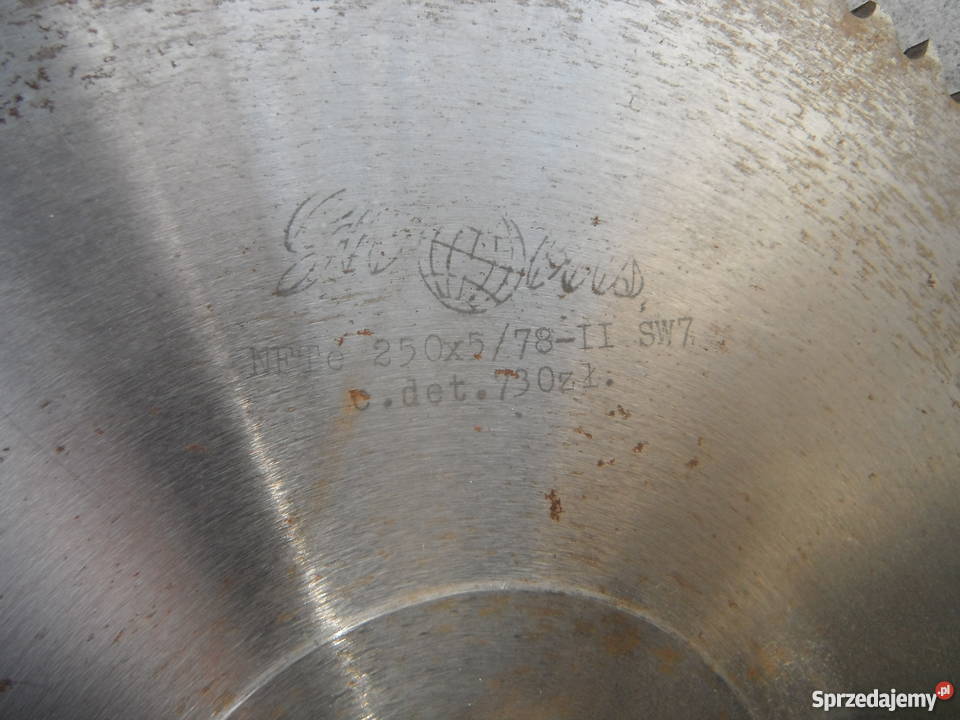 NFTe 250x5/78-II SW7
c.det.730zł.
Sprzedajemy.pl